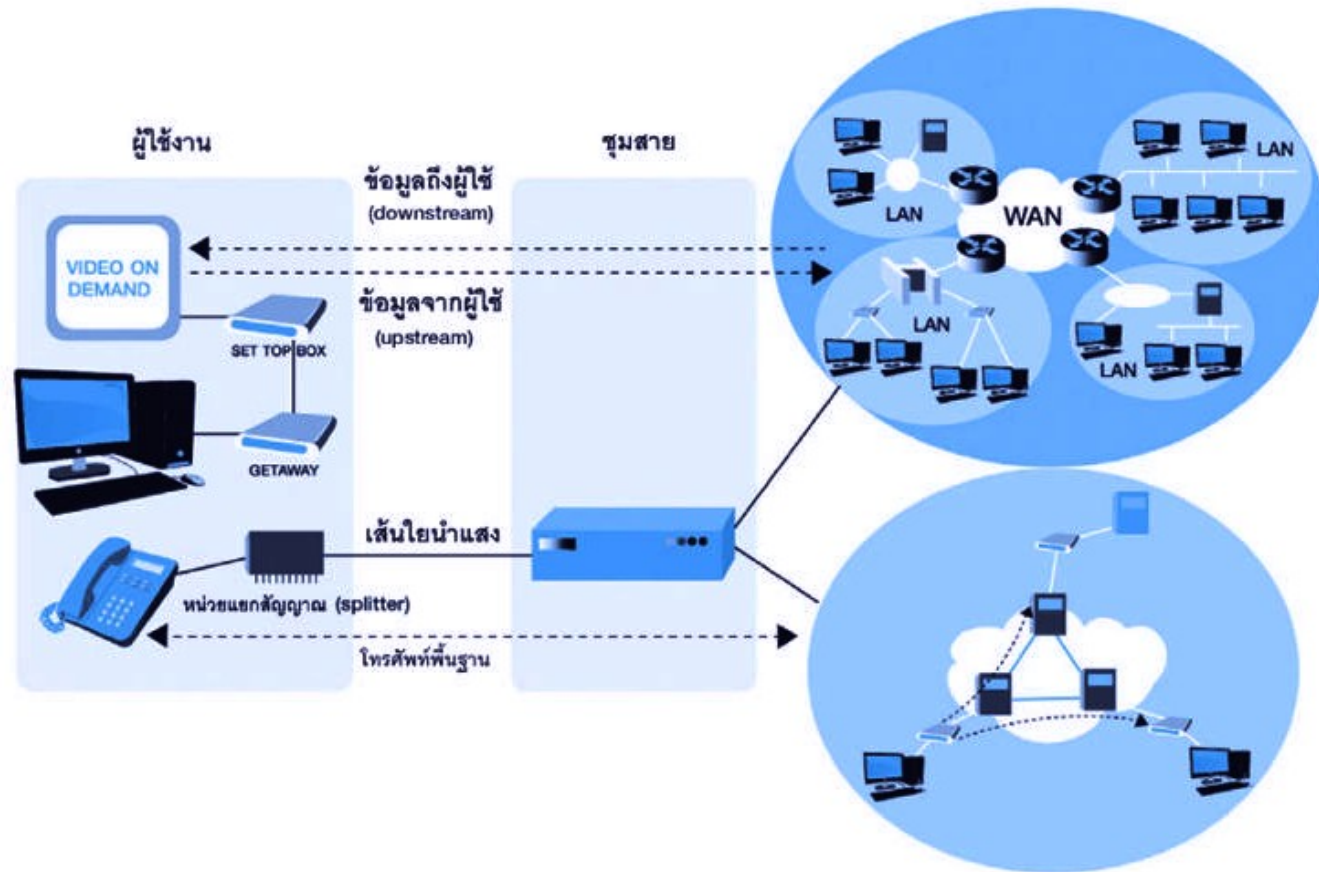 ผู้ใช้งาน
ชุมสาย
ข้อมูลถึงผู้ใช้
(downstream)
VIDEO ON
DEMAND
ข้อมูลจากผู้ใช้
(upstream)
SET TOP BOX
GETAWAY
เส้นใยนำแสง
หน่วยแยกสัญญาณ (splitter)
โทรศัพท์พื้นฐาน
LAN
WAN
LAN
LAN
LAN